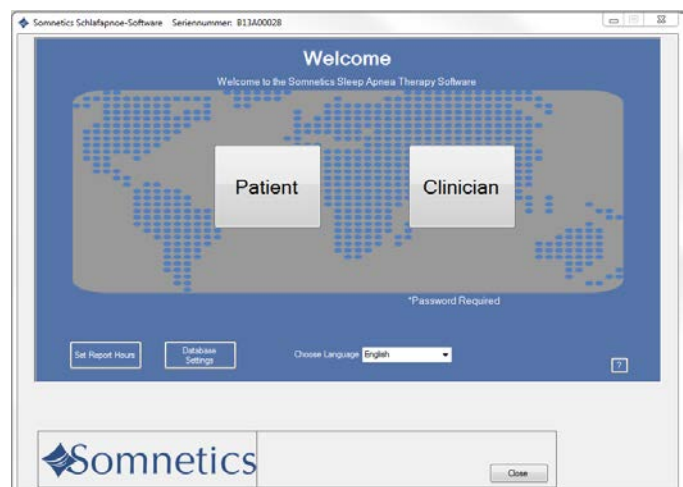 Somnetics Schlafapnoe-Software Seriennummer: B13A00028
Welcome
Welcome to the Somnetics Sleep Apnea Therapy Software
Patient
Clinician
*Password Required
Set Report Hours
Database
Settings
Choose Language English
?
Somnetics
Close